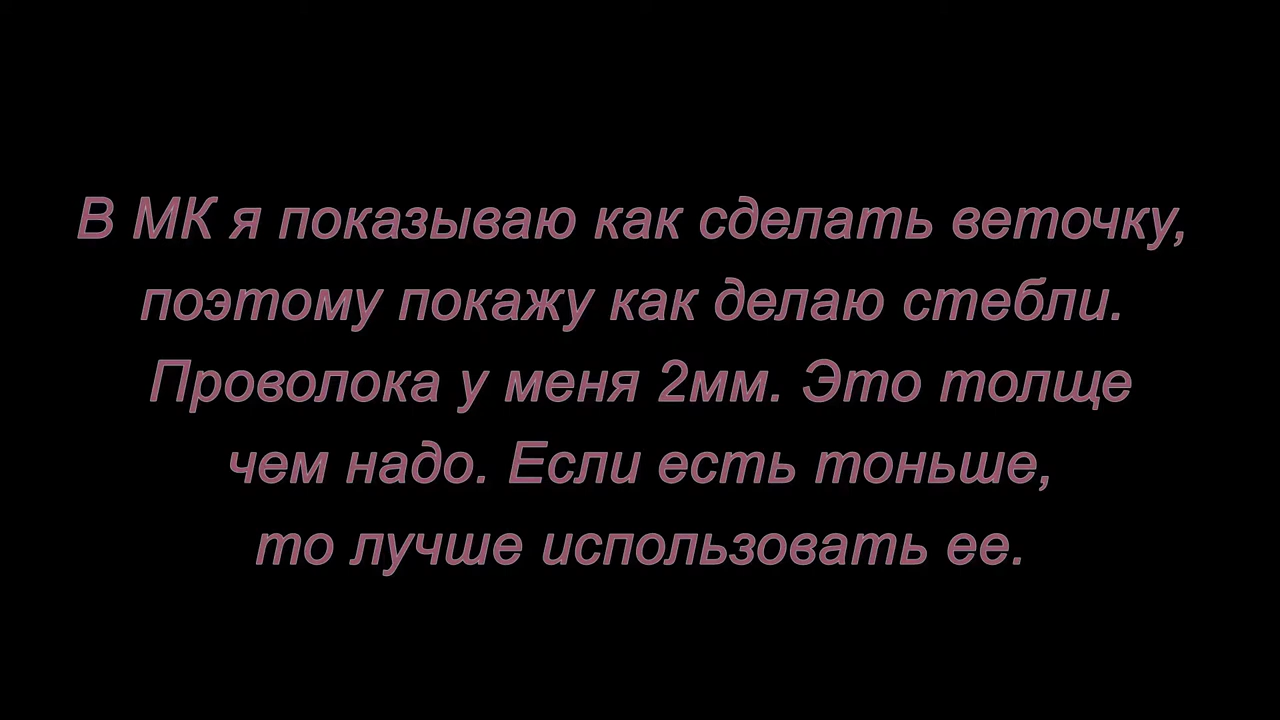 В МК я показываю как сделать веточку,
поэтому покажу как делаю стебли.
Проволока у меня 2мм. Это толще
чем надо. Если есть тоньше,
то лучше использовать ее.